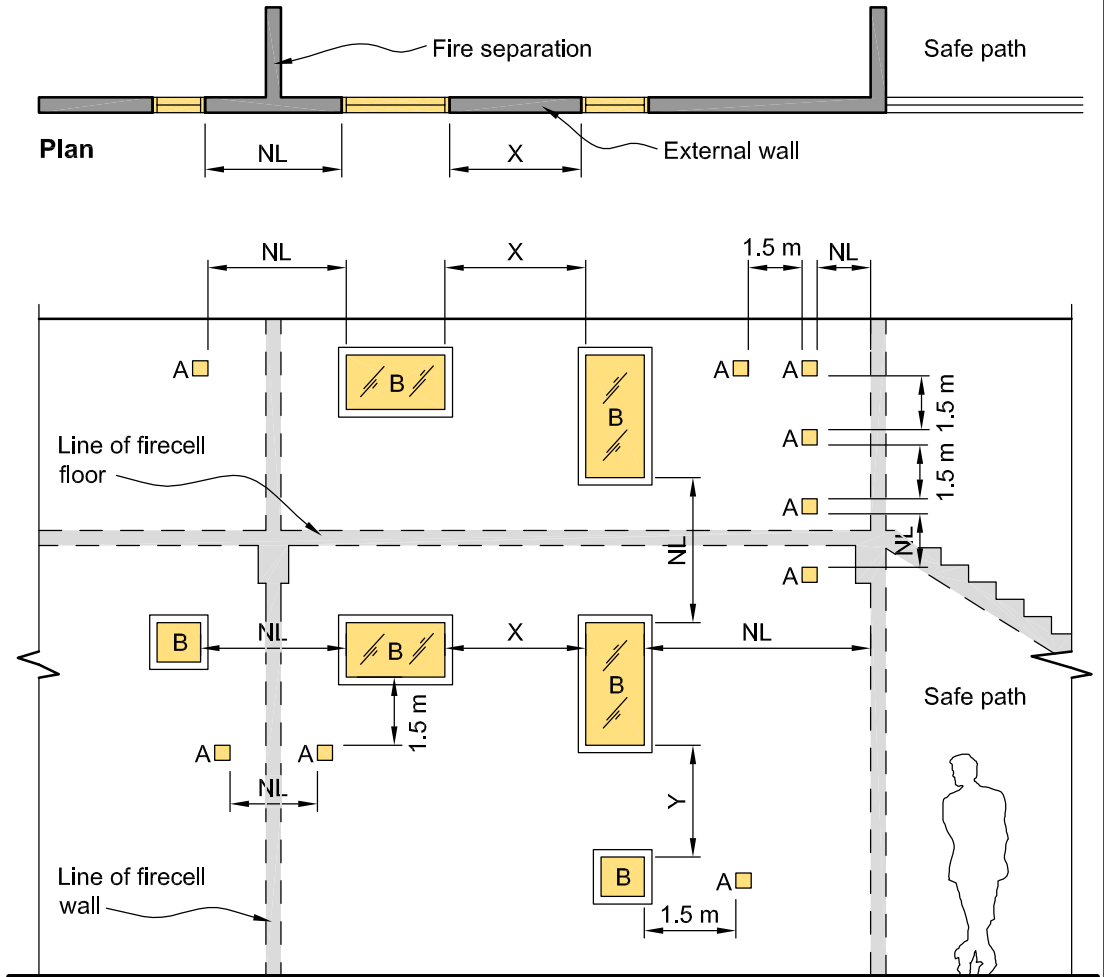 Fire separation
Safe path
Plan
NL
X
External wall
NL
X
1.5 m
NL
A
B
B
A
A
1.5 m
A
1.5 m
Line of firecell
floor
A
NL
NL
A
B
NL
B
X
B
NL
1.5 m
Safe path
A
A
NL
Y
Line of firecell
wall
B
A
1.5 m